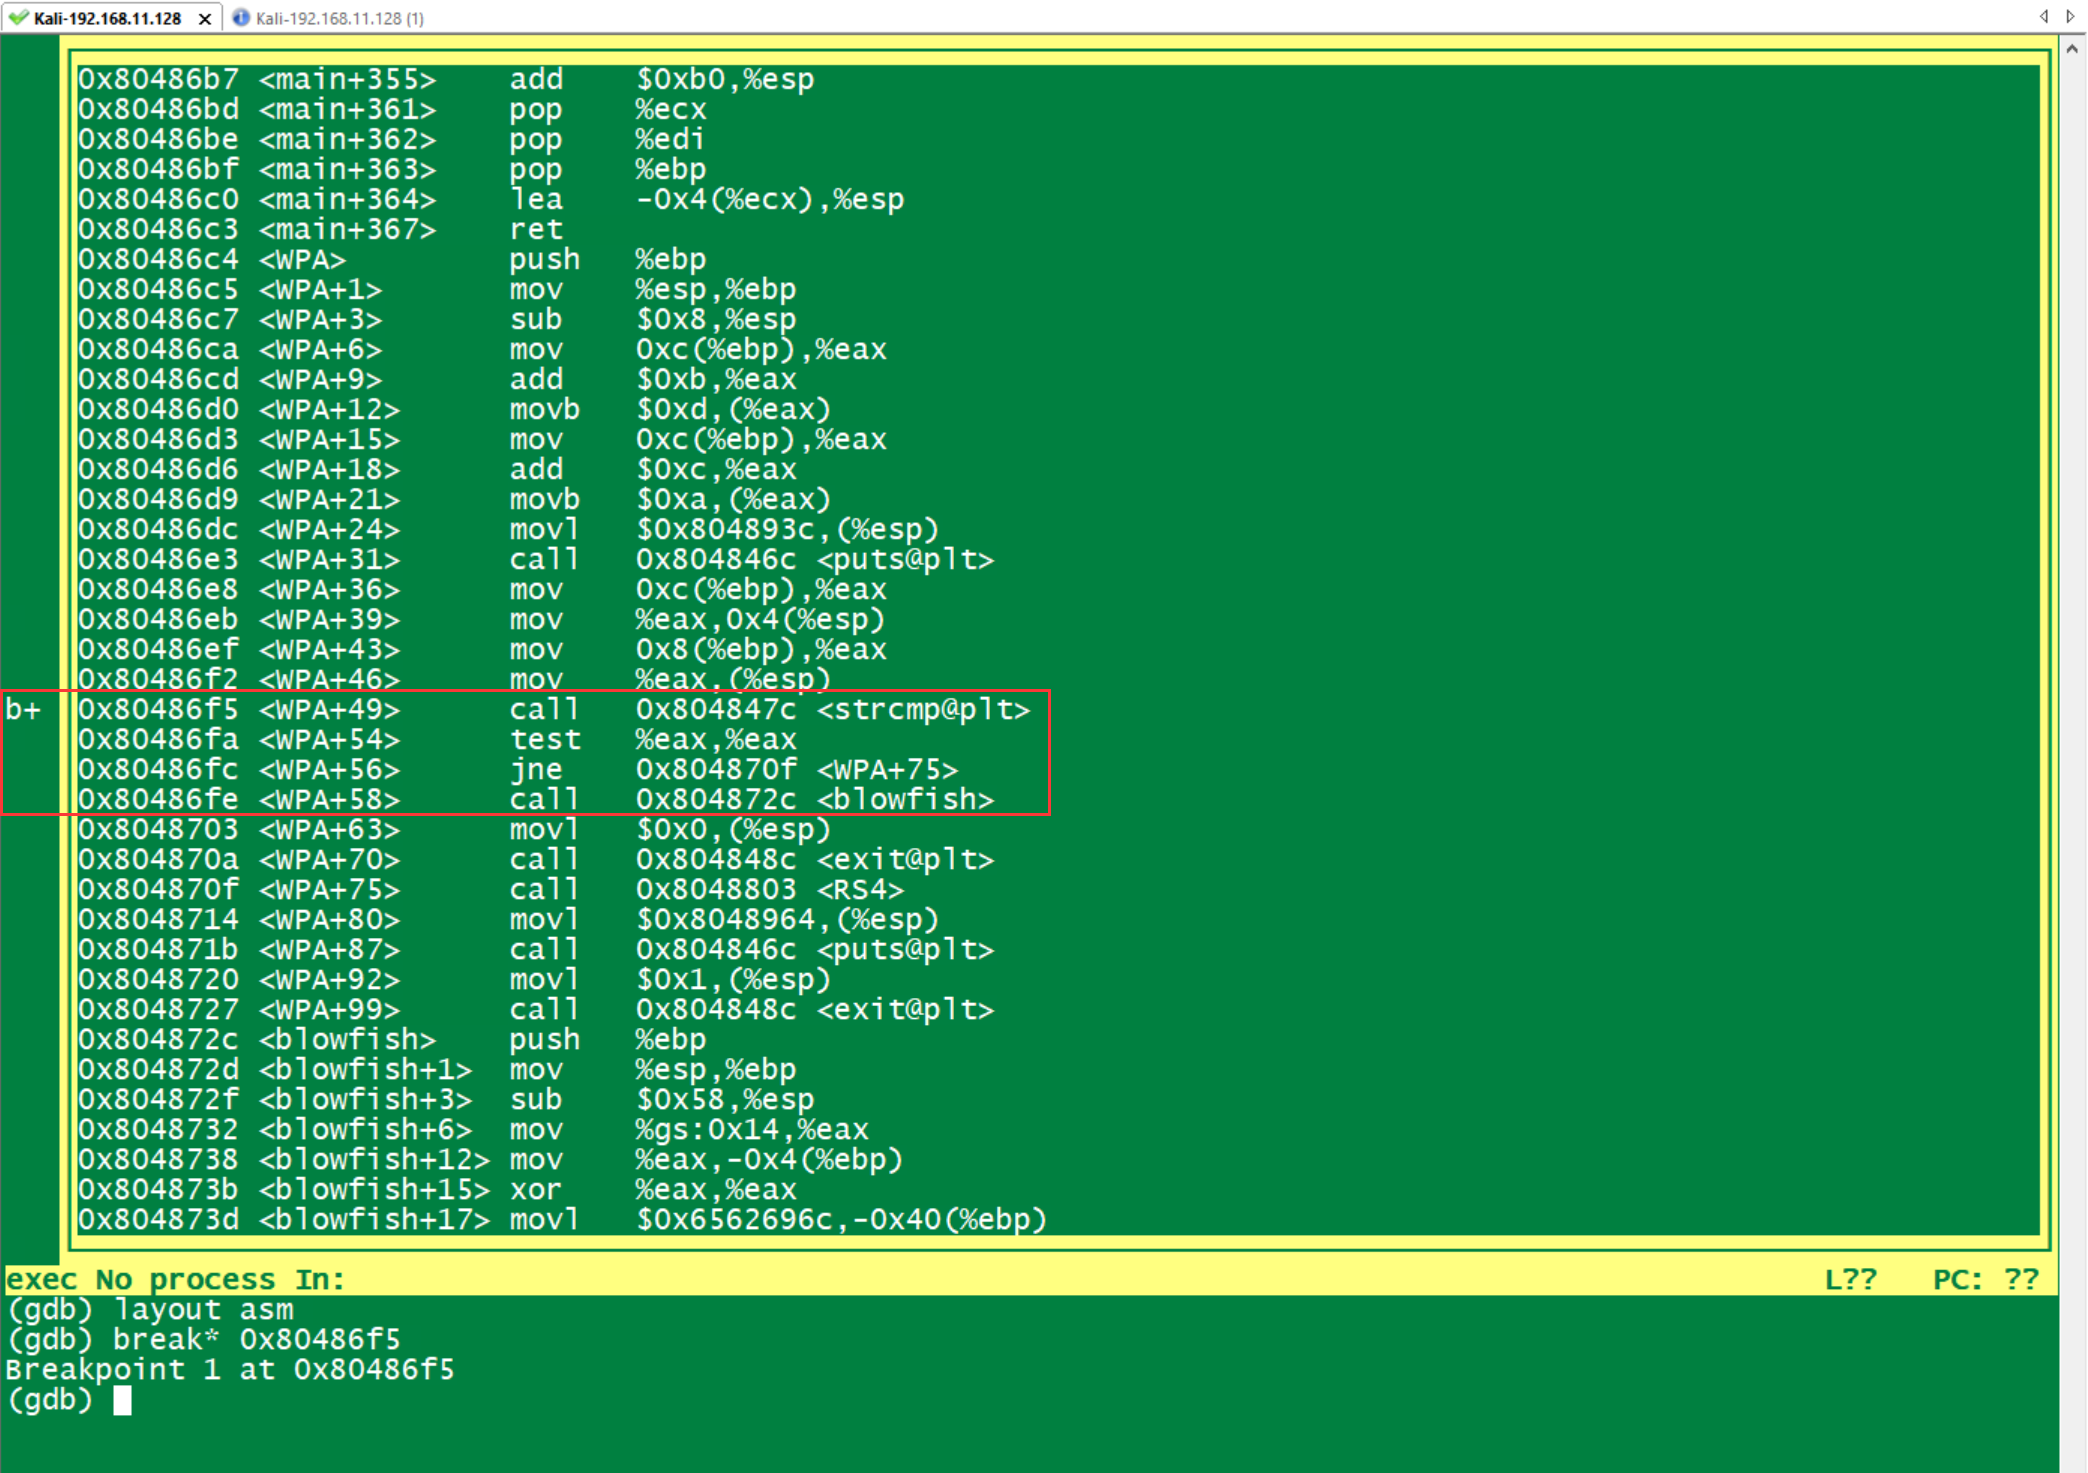 Kali-192.168.11.128 × Kali-192.168.11.128 (1)
0x80486b7 <main+355> add $0xb0,%esp
0x80486bd <main+361> pop %ecx
0x80486be <main+362> pop %edi
0x80486bf <main+363> pop %ebp
0x80486c0 <main+364> lea -0x4(%ecx),%esp
0x80486c3 <main+367> ret
0x80486c4 <WPA> push %ebp
0x80486c5 <WPA+1> mov %esp,%ebp
0x80486c7 <WPA+3> sub $0x8,%esp
0x80486ca <WPA+6> mov 0xc(%ebp),%eax
0x80486cd <WPA+9> add $0xb,%eax
0x80486d0 <WPA+12> movb $0xd,(%eax)
0x80486d3 <WPA+15> mov 0xc(%ebp),%eax
0x80486d6 <WPA+18> add $0xc,%eax
0x80486d9 <WPA+21> movb $0xa,(%eax)
0x80486dc <WPA+24> movl $0x804893c,(%esp)
0x80486e3 <WPA+31> call 0x804846c <puts@plt>
0x80486e8 <WPA+36> mov 0xc(%ebp),%eax
0x80486eb <WPA+39> mov %eax,0x4(%esp)
0x80486ef <WPA+43> mov 0x8(%ebp),%eax
0x80486f2 <WPA+46> mov %eax,(%esp)
b+ 0x80486f5 <WPA+49> call 0x804847c <strcmp@plt>
0x80486fa <WPA+54> test %eax,%eax
0x80486fc <WPA+56> jne 0x804870f <WPA+75>
0x80486fe <WPA+58> call 0x804872c <blowfish>
0x8048703 <WPA+63> movl $0x0,(%esp)
0x804870a <WPA+70> call 0x804848c <exit@plt>
0x804870f <WPA+75> call 0x8048803 <RS4>
0x8048714 <WPA+80> movl $0x8048964,(%esp)
0x804871b <WPA+87> call 0x804846c <puts@plt>
0x8048720 <WPA+92> movl $0x1,(%esp)
0x8048727 <WPA+99> call 0x804848c <exit@plt>
0x804872c <blowfish> push %ebp
0x804872d <blowfish+1> mov %esp,%ebp
0x804872f <blowfish+3> sub $0x58,%esp
0x8048732 <blowfish+6> mov %gs:0x14,%eax
0x8048738 <blowfish+12> mov %eax,-0x4(%ebp)
0x804873b <blowfish+15> xor %eax,%eax
0x804873d <blowfish+17> movl $0x6562696c,-0x40(%ebp)
exec No process In: L?? PC: ??
(gdb) layout asm
(gdb) break* 0x80486f5
Breakpoint 1 at 0x80486f5
(gdb)